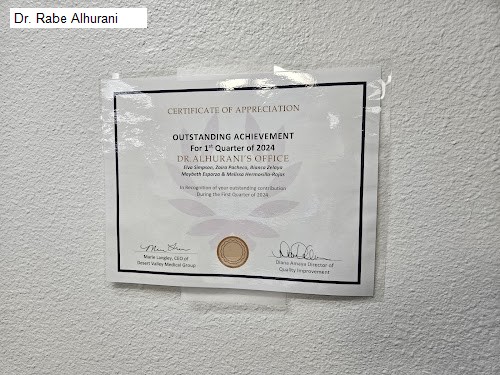 Dr. Rabe Alhurani
CERTIFICATE OF APPRECIATION
OUTSTANDING ACHIEVEMENT
For 1st Quarter of 2024
DR.ALHURANI'S OFFICE
Elva Simpson, Zaira Pacheco, Bianca Zelaya
Maybeth Esparza & Melissa Hermosillo-Rojas
In Recognition of your outstanding contribution
During the First Quarter of 2024.
Marie Langley, CEO of
Desert Valley Medical Group
Diana Amaya Director of
Quality Improvement